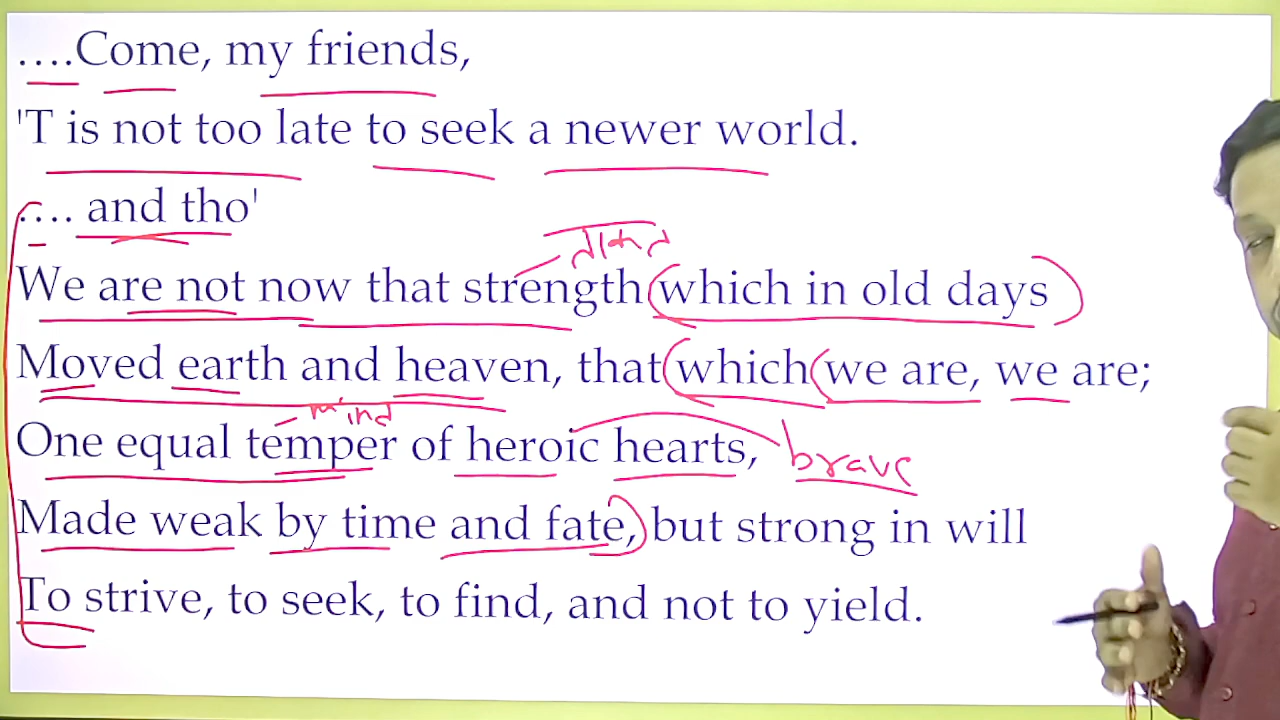 ....Come, my friends,
'T is not too late to seek a newer world.
.... and tho'
ताकत
We are not now that strength which in old days
Moved earth and heaven, that which we are, we are;
mind
One equal temper of heroic hearts,
brave
Made weak by time and fate, but strong in will
To strive, to seek, to find, and not to yield.